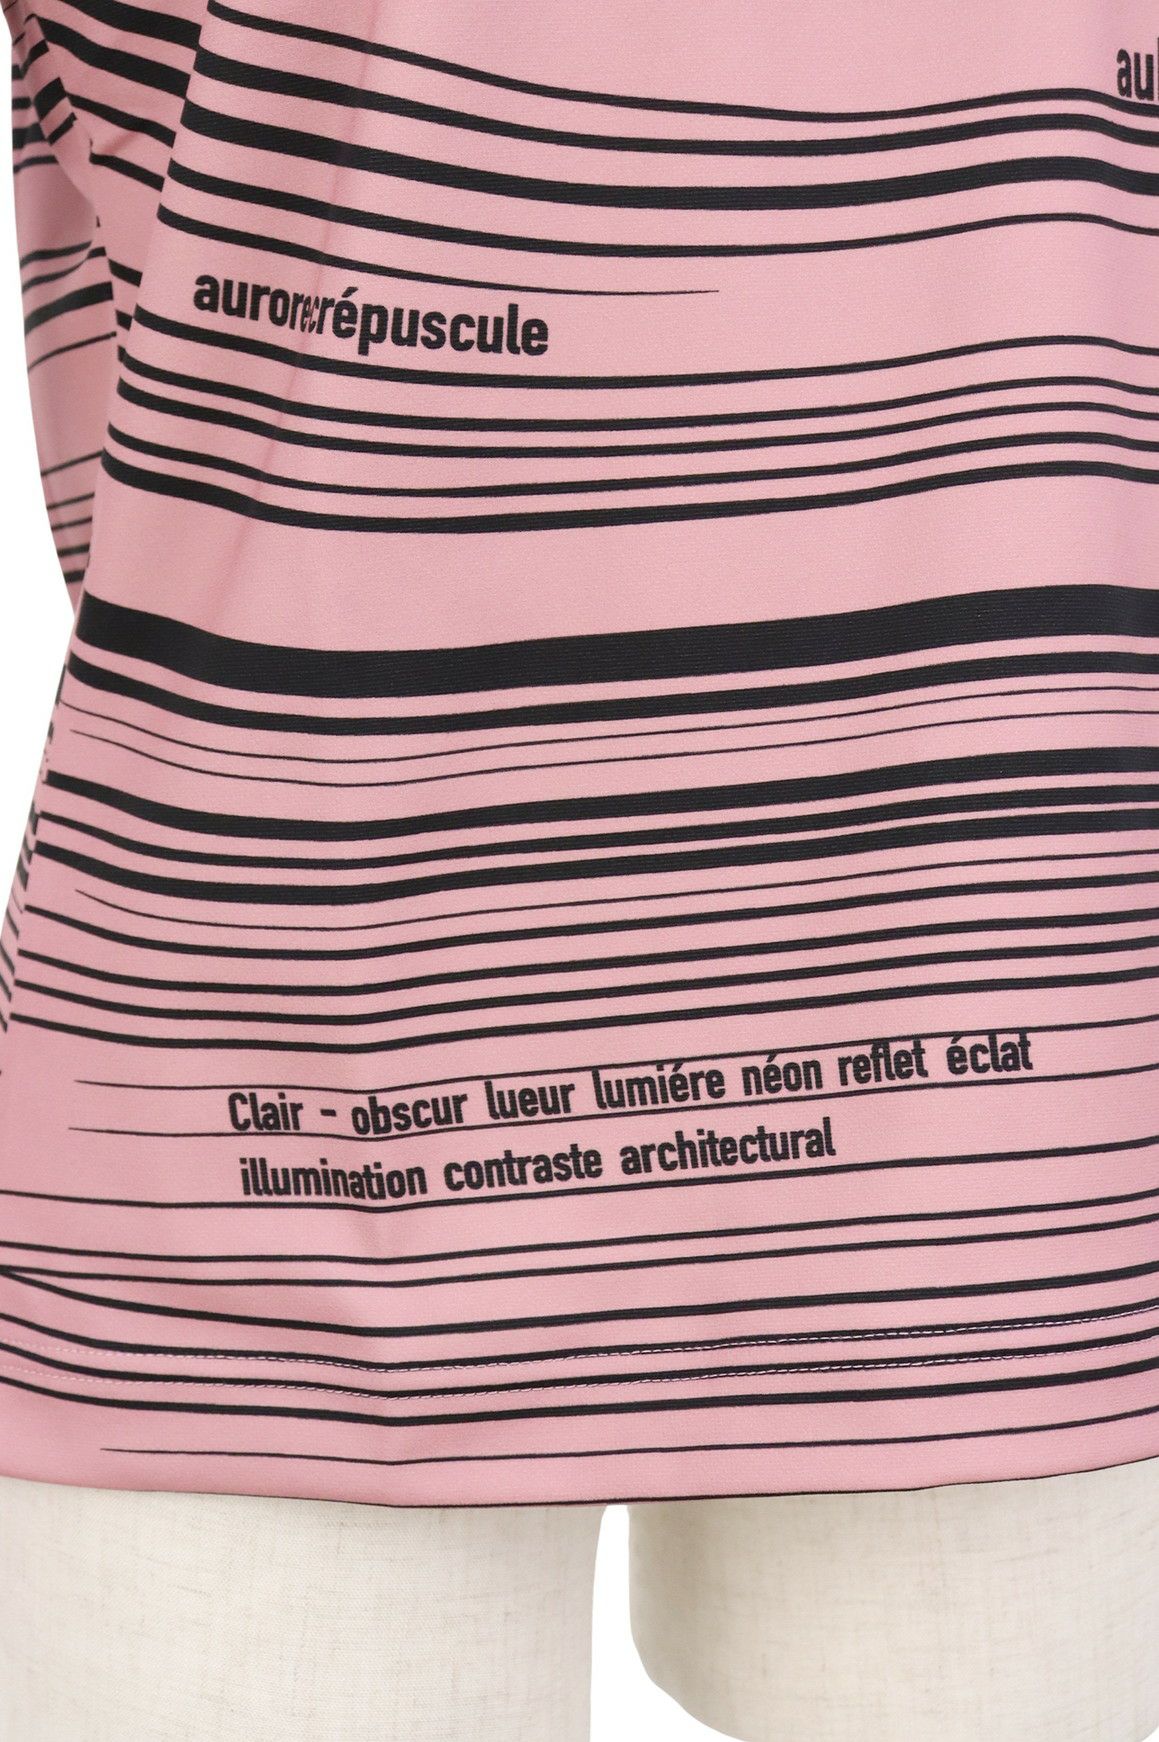 aurorecrépuscule
Clair - obscur lueur lumiére néon reflet éclat
illumination contraste architectural